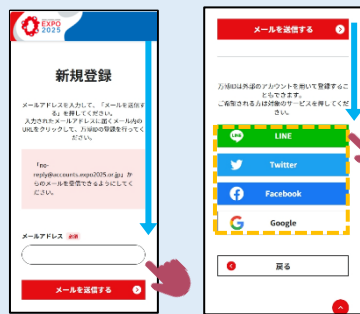 EXPO
2025
新規登録
メールアドレスを入力して、「メールを送信す
る」を押してください。
入力されたメールアドレスに届くメール内の
URLをクリックして、万博IDの登録を行ってく
ださい。
「no-
reply@accounts.expo2025.or.jp」か
らのメールを受信できるようにしてく
ださい。
メールアドレス 必須
メールを送信する
メールを送信する
万博IDは外部のアカウントを用いて登録するこ
ともできます。
ご希望される方は対象のサービスを押してくだ
さい。
LINE
Twitter
Facebook
Google
戻る